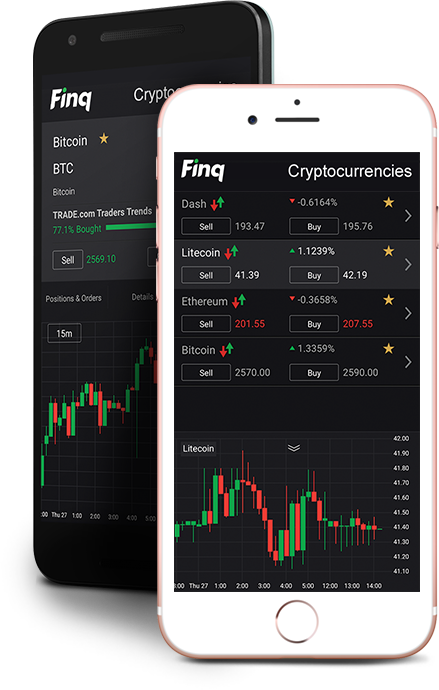 Finq
Cryptocurrencies
Bitcoin
BTC
Bitcoin
TRADE.com Traders Trends
77.1% Bought
Sell 2569.10
Positions & Orders Details
15m
Thu 27 1:00 2:00 3:00 4:00 5:00
Finq Cryptocurrencies
Dash -0.6164%
Sell 193.47 Buy 195.76
Litecoin 1.1239%
Sell 41.39 Buy 42.19
Ethereum -0.3658%
Sell 201.55 Buy 207.55
Bitcoin 1.3359%
Sell 2570.00 Buy 2590.00
Litecoin
42.00
41.90
41.80
41.70
41.60
41.50
41.40
41.30
41.20
41.10
:00 Thu 27 1:00 2:00 3:00 4:00 5:00 12:00 13:00 14:00